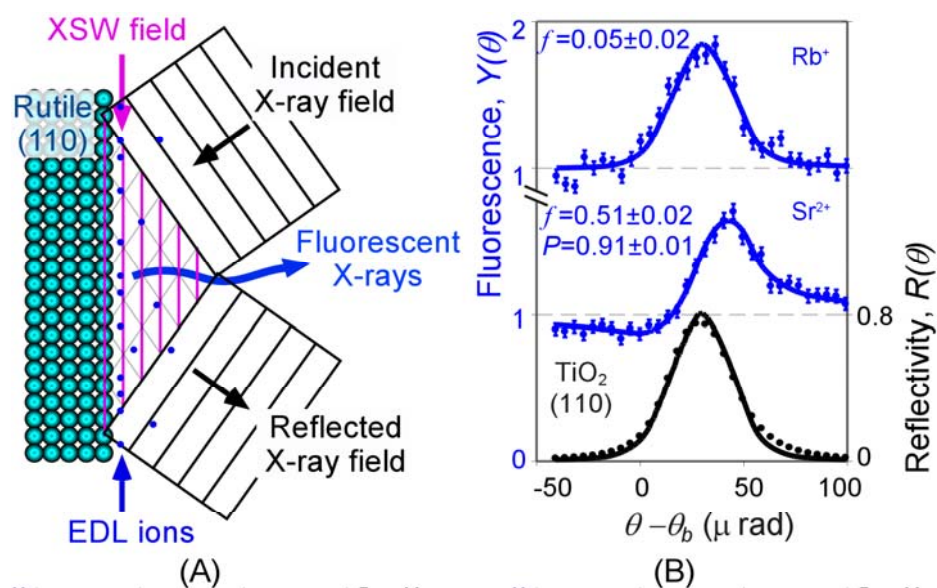 XSW field
Rutile
(110)
Incident
X-ray field
Fluorescent
X-rays
Reflected
X-ray field
EDL ions
(A)
Fluorescence, Y(θ)
2
1
1
0
f=0.05±0.02
Rb⁺
f=0.51±0.02
P=0.91±0.01
Sr²⁺
TiO₂
(110)
0.8
0
Reflectivity, R(θ)
-50
0
50
100
θ–θb (μ rad)
(B)